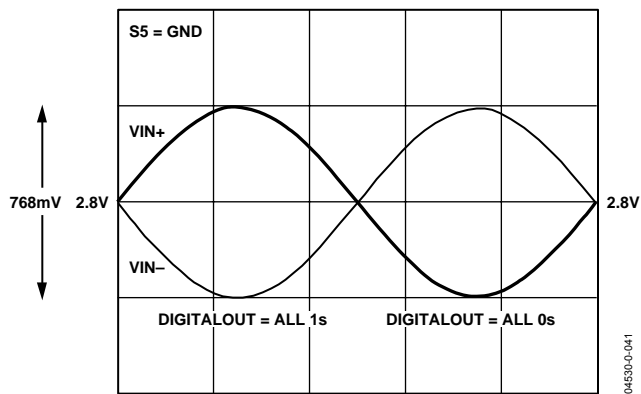 S5 = GND
VIN+
768mV
2.8V
2.8V
VIN–
DIGITALOUT = ALL 1s
DIGITALOUT = ALL 0s
04530-0-041